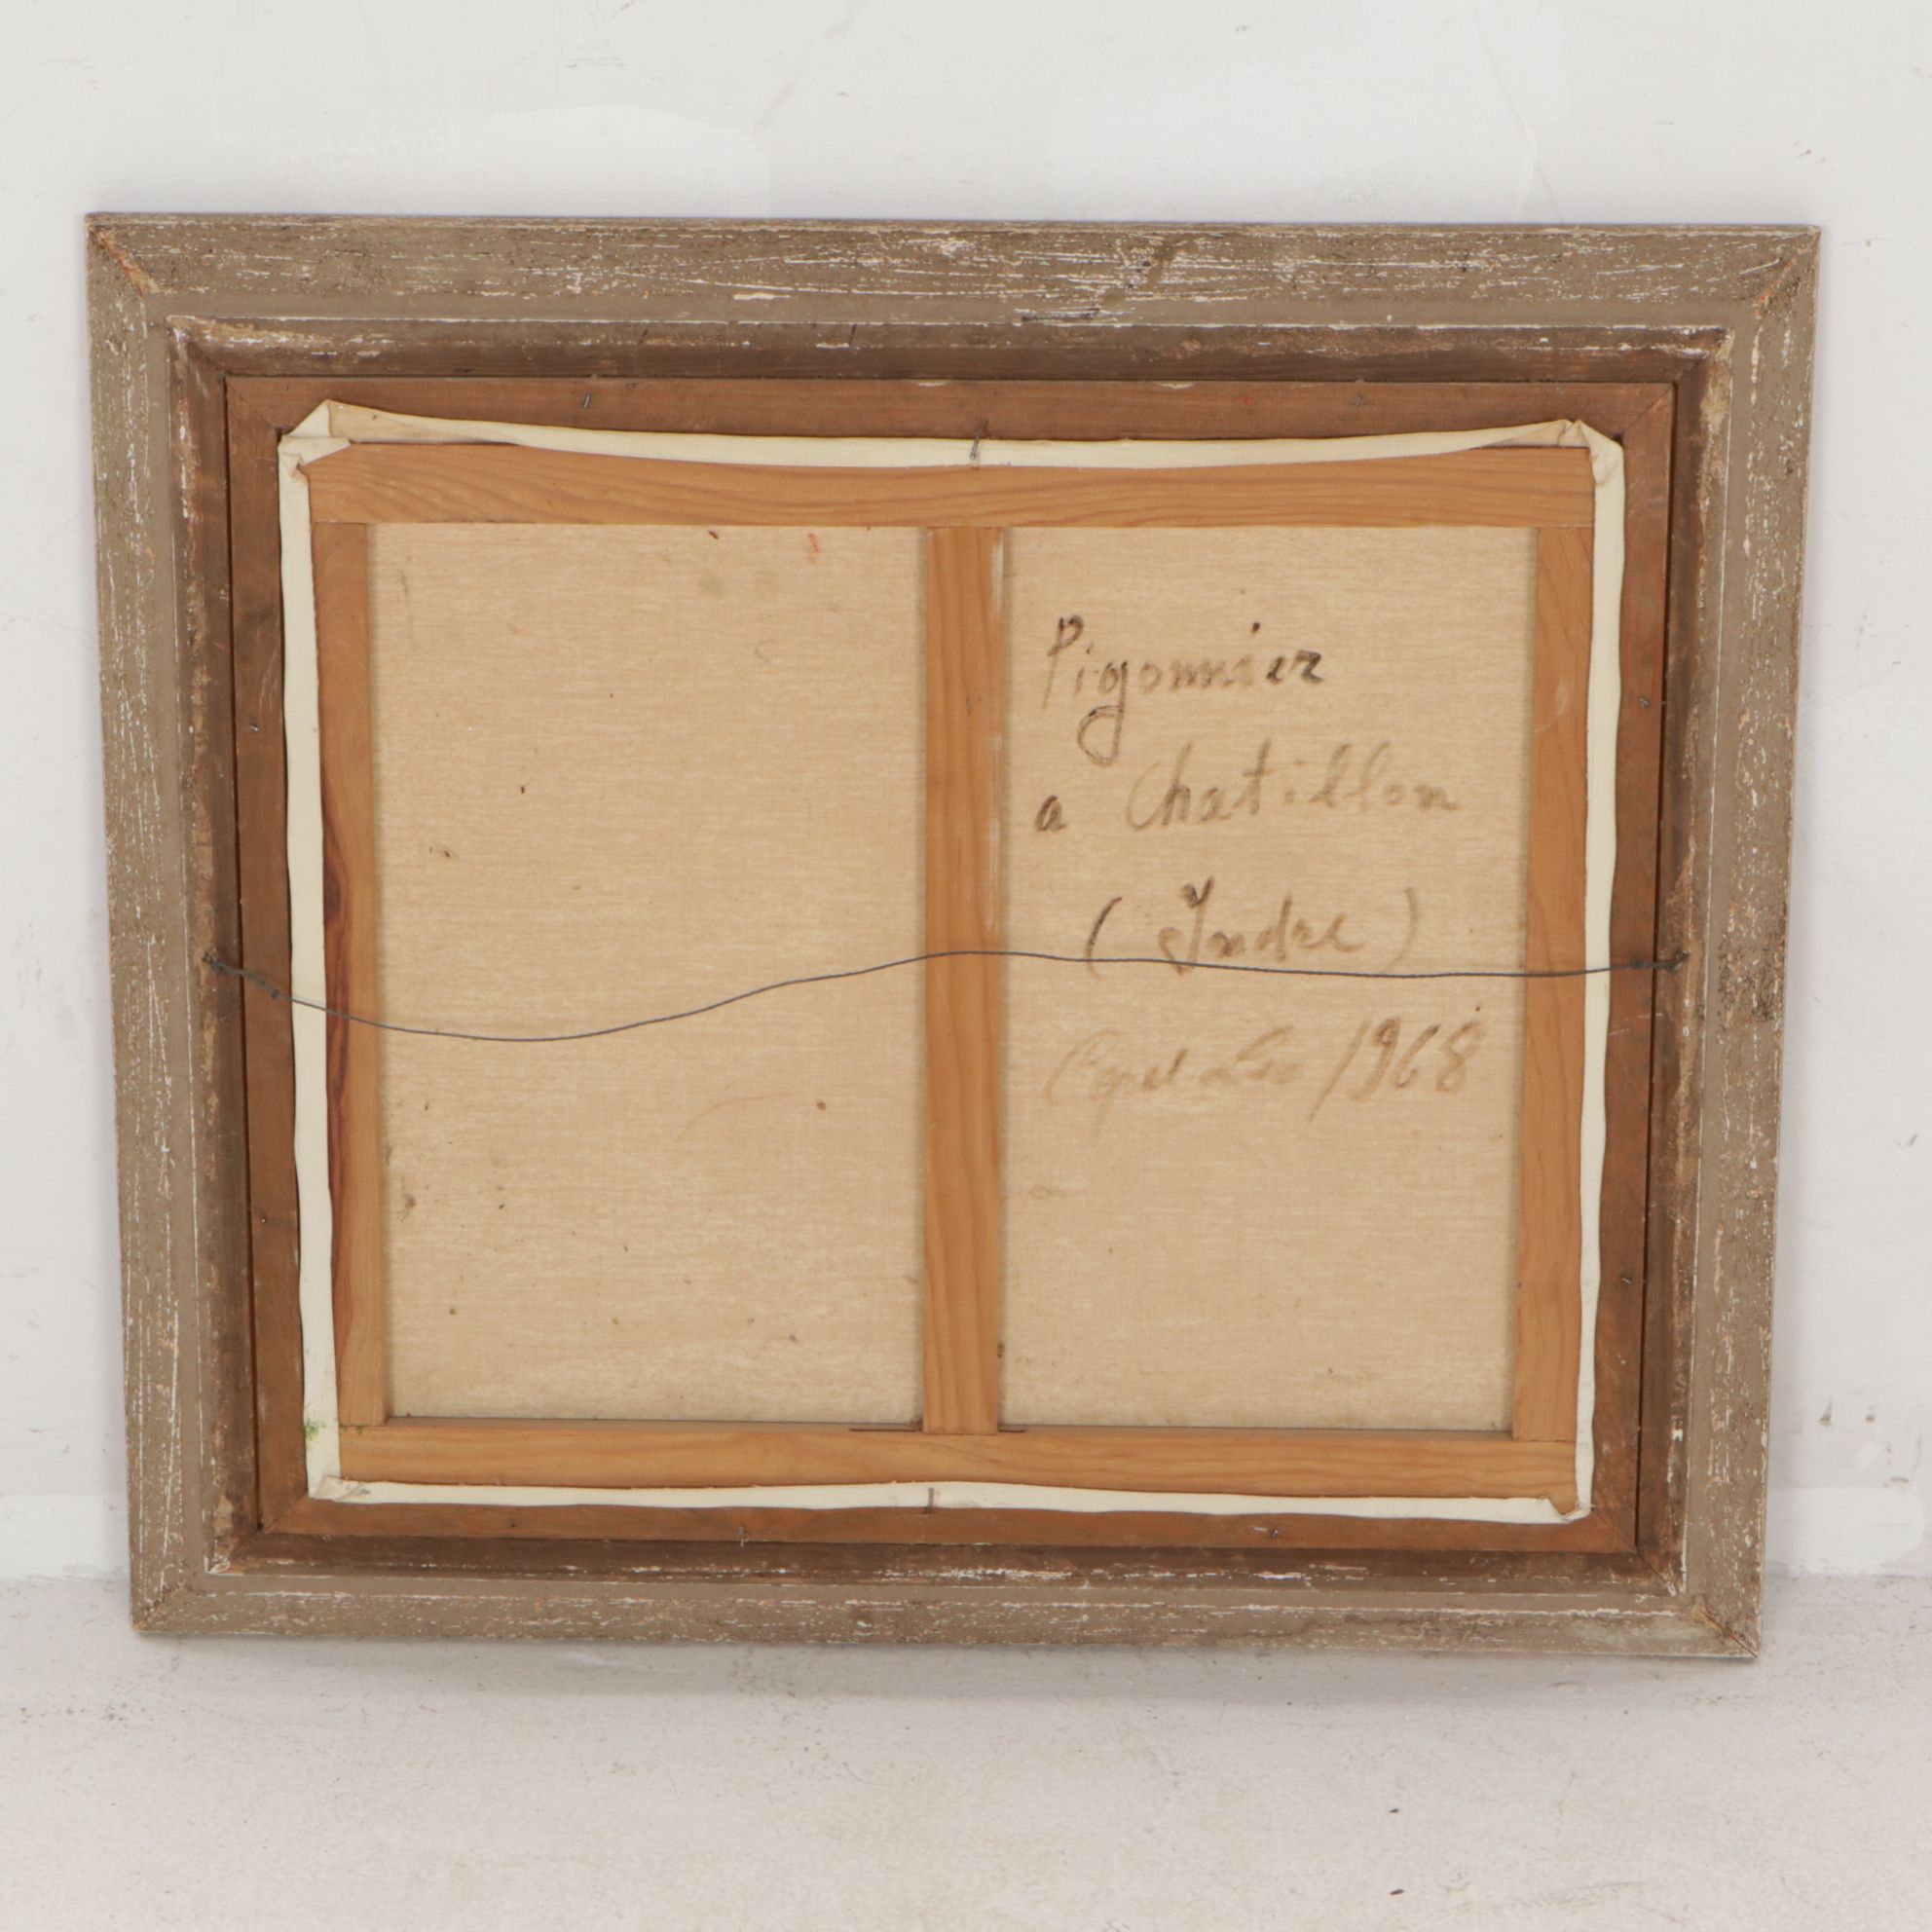 Pigonnier
a Chatillon
(Indre)
1968